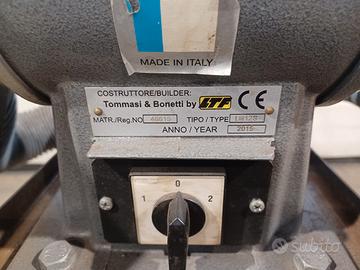 MADE IN ITALY
COSTRUTTORE/BUILDER:
Tommasi & Bonetti by LTF CE
MATR./Reg.NO TIPO / TYPE
ANNO / YEAR 2015
0
1 2
subito